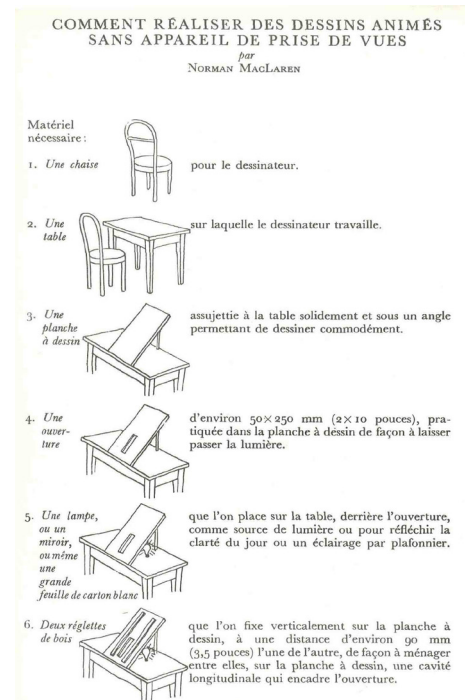 COMMENT RÉALISER DES DESSINS ANIMÉS
SANS APPAREIL DE PRISE DE VUES
par
NORMAN MACLAREN
Matériel
nécessaire :
1. Une chaise
pour le dessinateur.
2. Une
table
sur laquelle le dessinateur travaille.
3. Une
planche
à dessin
assujettie à la table solidement et sous un angle
permettant de dessiner commodément.
4. Une
ouver-
ture
d'environ 50×250 mm (2×10 pouces), pra-
tiquée dans la planche à dessin de façon à laisser
passer la lumière.
5. Une lampe,
ou un
miroir,
ou même
une
grande
feuille de carton blanc
que l'on place sur la table, derrière l'ouverture,
comme source de lumière ou pour réfléchir la
clarté du jour ou un éclairage par plafonnier.
6. Deux réglettes
de bois
que l'on fixe verticalement sur la planche à
dessin, à une distance d'environ 90 mm
(3,5 pouces) l'une de l'autre, de façon à ménager
entre elles, sur la planche à dessin, une cavité
longitudinale qui encadre l'ouverture.